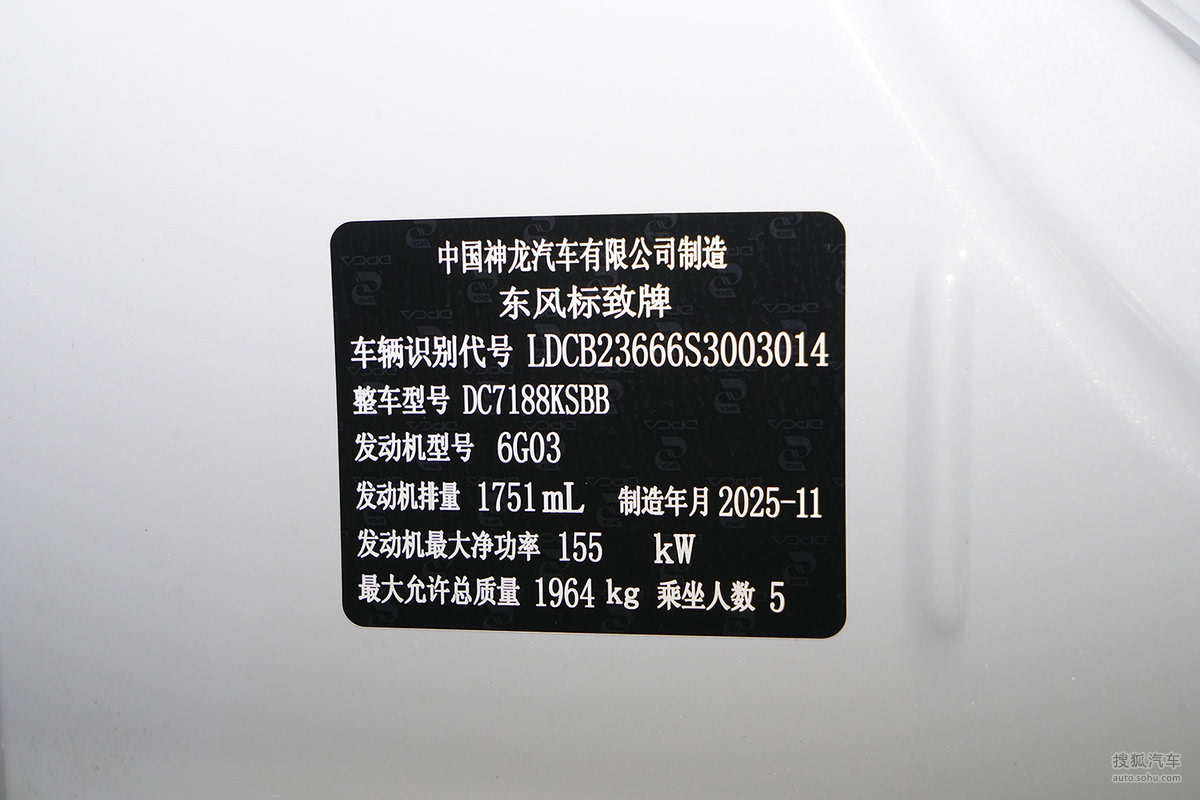 中国神龙汽车有限公司制造
东风标致牌
车辆识别代号 LDCB23666S3003014
整车型号 DC7188KSBB
发动机型号 6G03
发动机排量 1751mL 制造年月 2025-11
发动机最大净功率 155 kW
最大允许总质量 1964 kg 乘坐人数 5
搜狐汽车
auto.sohu.com